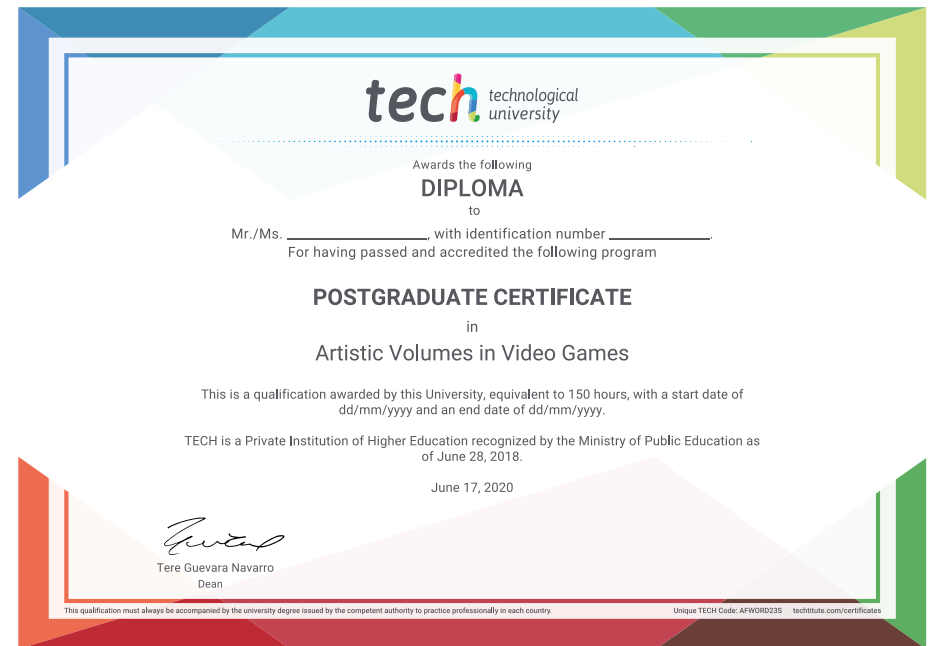 tech technological
university
Awards the following
DIPLOMA
to
Mr./Ms. ____________________, with identification number ______________.
For having passed and accredited the following program
POSTGRADUATE CERTIFICATE
in
Artistic Volumes in Video Games
This is a qualification awarded by this University, equivalent to 150 hours, with a start date of
dd/mm/yyyy and an end date of dd/mm/yyyy.
TECH is a Private Institution of Higher Education recognized by the Ministry of Public Education as
of June 28, 2018.
June 17, 2020
Tere Guevara Navarro
Dean
This qualification must always be accompanied by the university degree issued by the competent authority to practice professionally in each country. Unique TECH Code: AFWORD23S techtitute.com/certificates